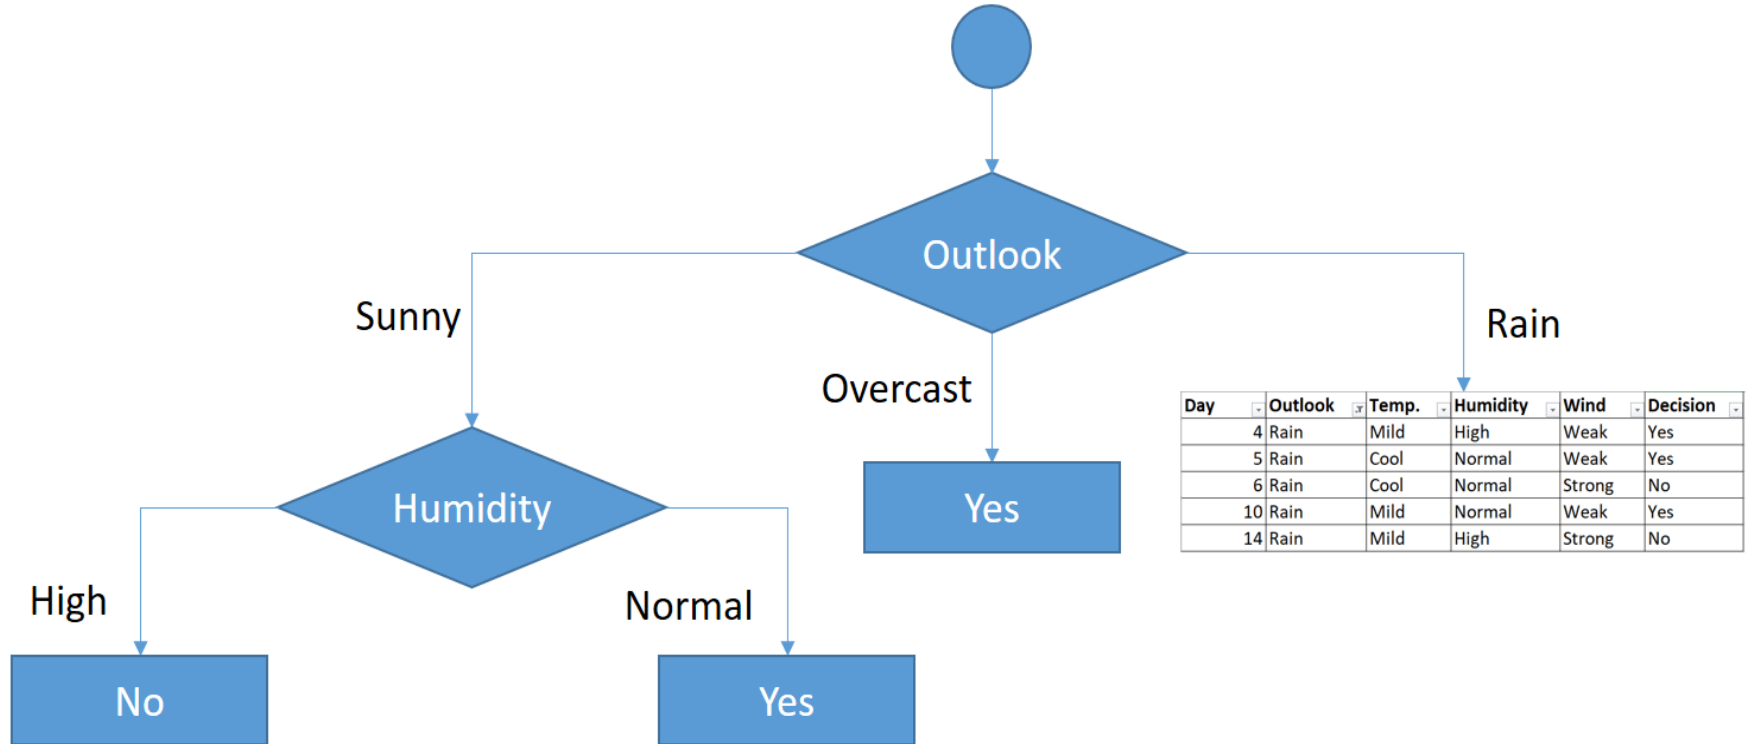 Outlook
Sunny
Rain
Overcast
Day Outlook Temp. Humidity Wind Decision
4 Rain Mild High Weak Yes
5 Rain Cool Normal Weak Yes
6 Rain Cool Normal Strong No
10 Rain Mild Normal Weak Yes
14 Rain Mild High Strong No
Humidity
Yes
High
Normal
No
Yes